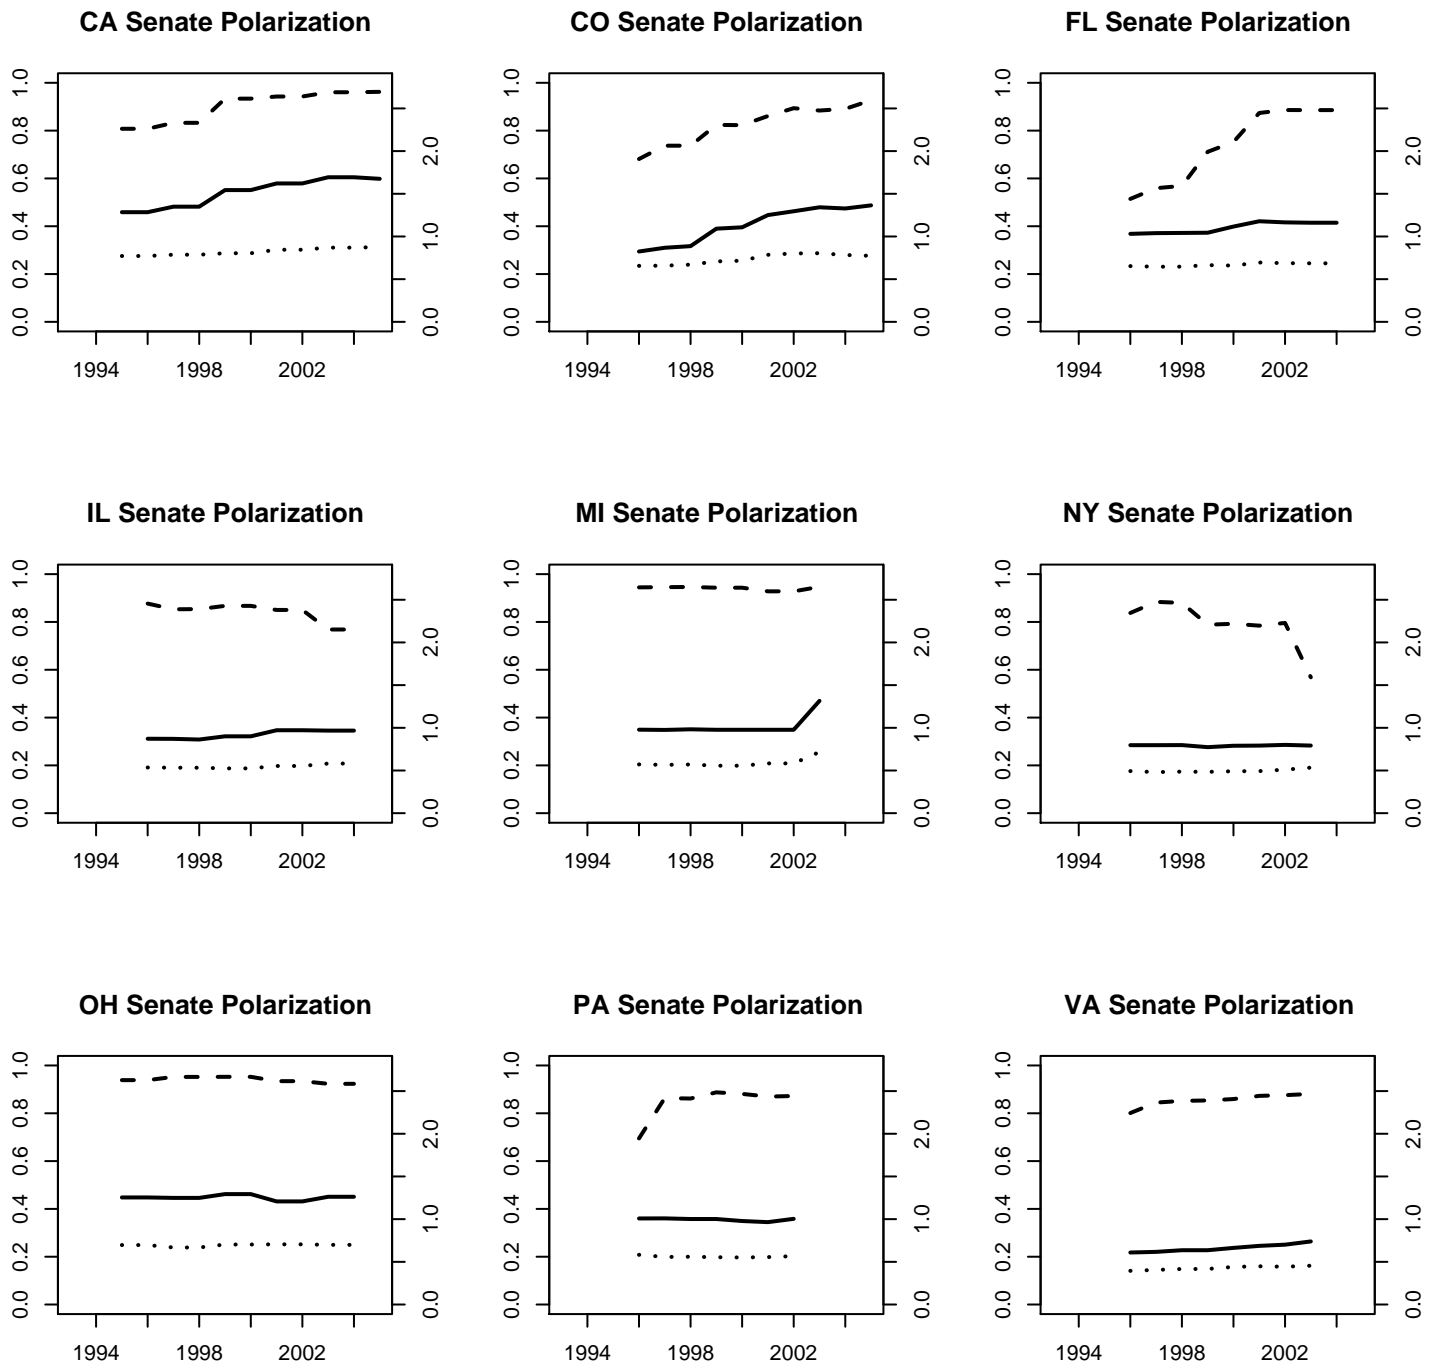 CA Senate Polarization
CO Senate Polarization
FL Senate Polarization
0.0 0.2 0.4 0.6 0.8 1.0
0.0 1.0 2.0
0.0 0.2 0.4 0.6 0.8 1.0
0.0 1.0 2.0
0.0 0.2 0.4 0.6 0.8 1.0
0.0 1.0 2.0
1994 1998 2002
1994 1998 2002
1994 1998 2002
IL Senate Polarization
MI Senate Polarization
NY Senate Polarization
0.0 0.2 0.4 0.6 0.8 1.0
0.0 1.0 2.0
0.0 0.2 0.4 0.6 0.8 1.0
0.0 1.0 2.0
0.0 0.2 0.4 0.6 0.8 1.0
0.0 1.0 2.0
1994 1998 2002
1994 1998 2002
1994 1998 2002
OH Senate Polarization
PA Senate Polarization
VA Senate Polarization
0.0 0.2 0.4 0.6 0.8 1.0
0.0 1.0 2.0
0.0 0.2 0.4 0.6 0.8 1.0
0.0 1.0 2.0
0.0 0.2 0.4 0.6 0.8 1.0
0.0 1.0 2.0
1994 1998 2002
1994 1998 2002
1994 1998 2002